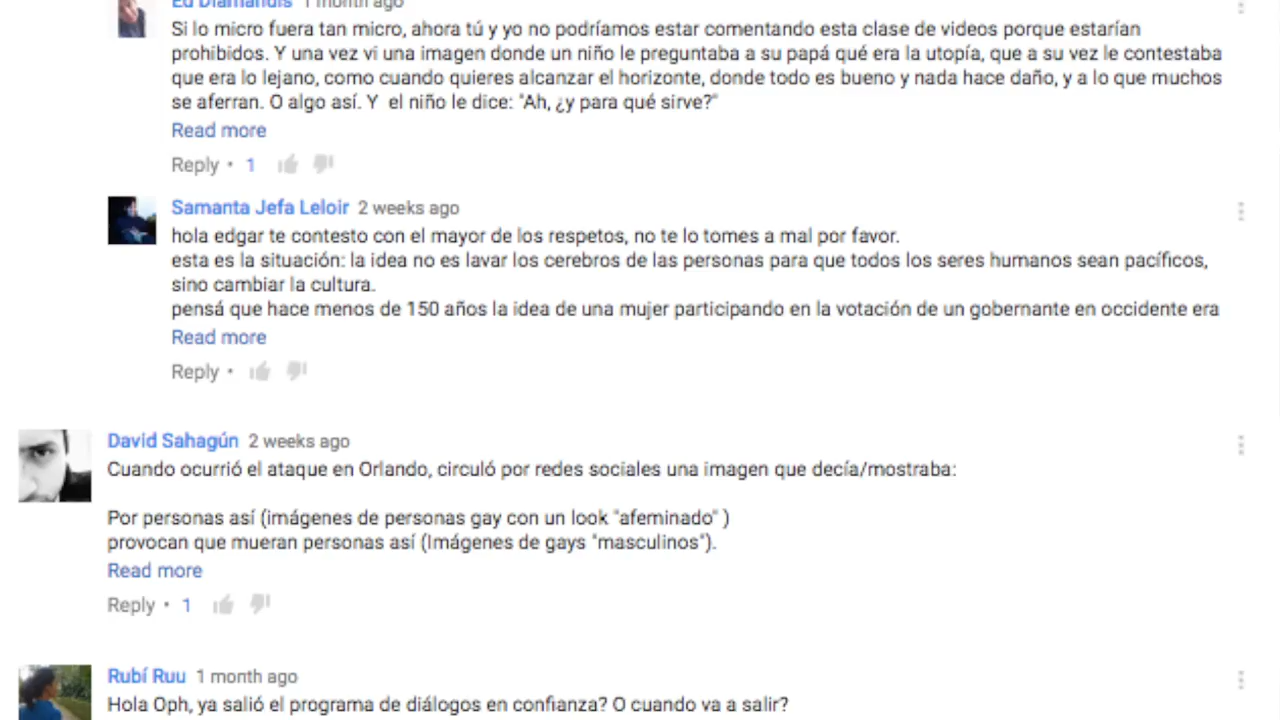 Ed Diamandis 1 month ago
Si lo micro fuera tan micro, ahora tú y yo no podríamos estar comentando esta clase de videos porque estarían
prohibidos. Y una vez vi una imagen donde un niño le preguntaba a su papá qué era la utopía, que a su vez le contestaba
que era lo lejano, como cuando quieres alcanzar el horizonte, donde todo es bueno y nada hace daño, y a lo que muchos
se aferran. O algo así. Y  el niño le dice: "Ah, ¿y para qué sirve?"
Read more
Reply • 1
Samanta Jefa Leloir 2 weeks ago
hola edgar te contesto con el mayor de los respetos, no te lo tomes a mal por favor.
esta es la situación: la idea no es lavar los cerebros de las personas para que todos los seres humanos sean pacíficos,
sino cambiar la cultura.
pensá que hace menos de 150 años la idea de una mujer participando en la votación de un gobernante en occidente era
Read more
Reply •
David Sahagún 2 weeks ago
Cuando ocurrió el ataque en Orlando, circuló por redes sociales una imagen que decía/mostraba:
Por personas así (imágenes de personas gay con un look "afeminado" )
provocan que mueran personas así (Imágenes de gays "masculinos").
Read more
Reply • 1
Rubí Ruu 1 month ago
Hola Oph, ya salió el programa de diálogos en confianza? O cuando va a salir?